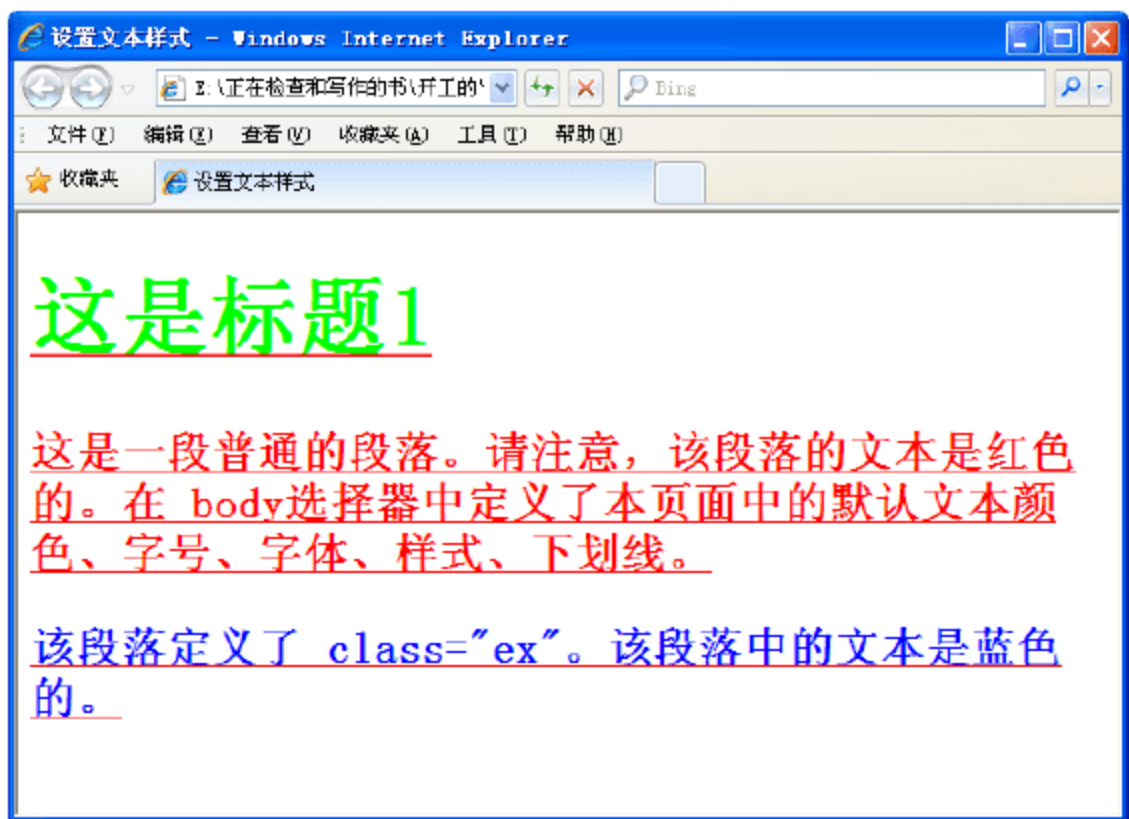 设置文本样式 - Windows Internet Explorer
E:\正在检查和写作的书\开工的\
Bing
文件(F) 编辑(E) 查看(V) 收藏夹(A) 工具(T) 帮助(H)
收藏夹 设置文本样式
这是标题1
这是一段普通的段落。请注意，该段落的文本是红色
的。在 body选择器中定义了本页面中的默认文本颜
色、字号、字体、样式、下划线。
该段落定义了 class="ex"。该段落中的文本是蓝色
的。